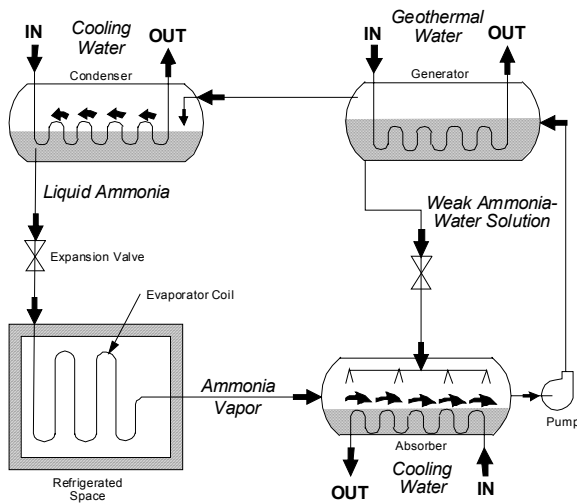 IN
Cooling
Water
OUT
Condenser
Geothermal
Water
IN
OUT
Generator
Liquid Ammonia
Weak Ammonia-
Water Solution
Expansion Valve
Evaporator Coil
Ammonia
Vapor
Pump
Absorber
Refrigerated
Space
OUT
Cooling
Water
IN